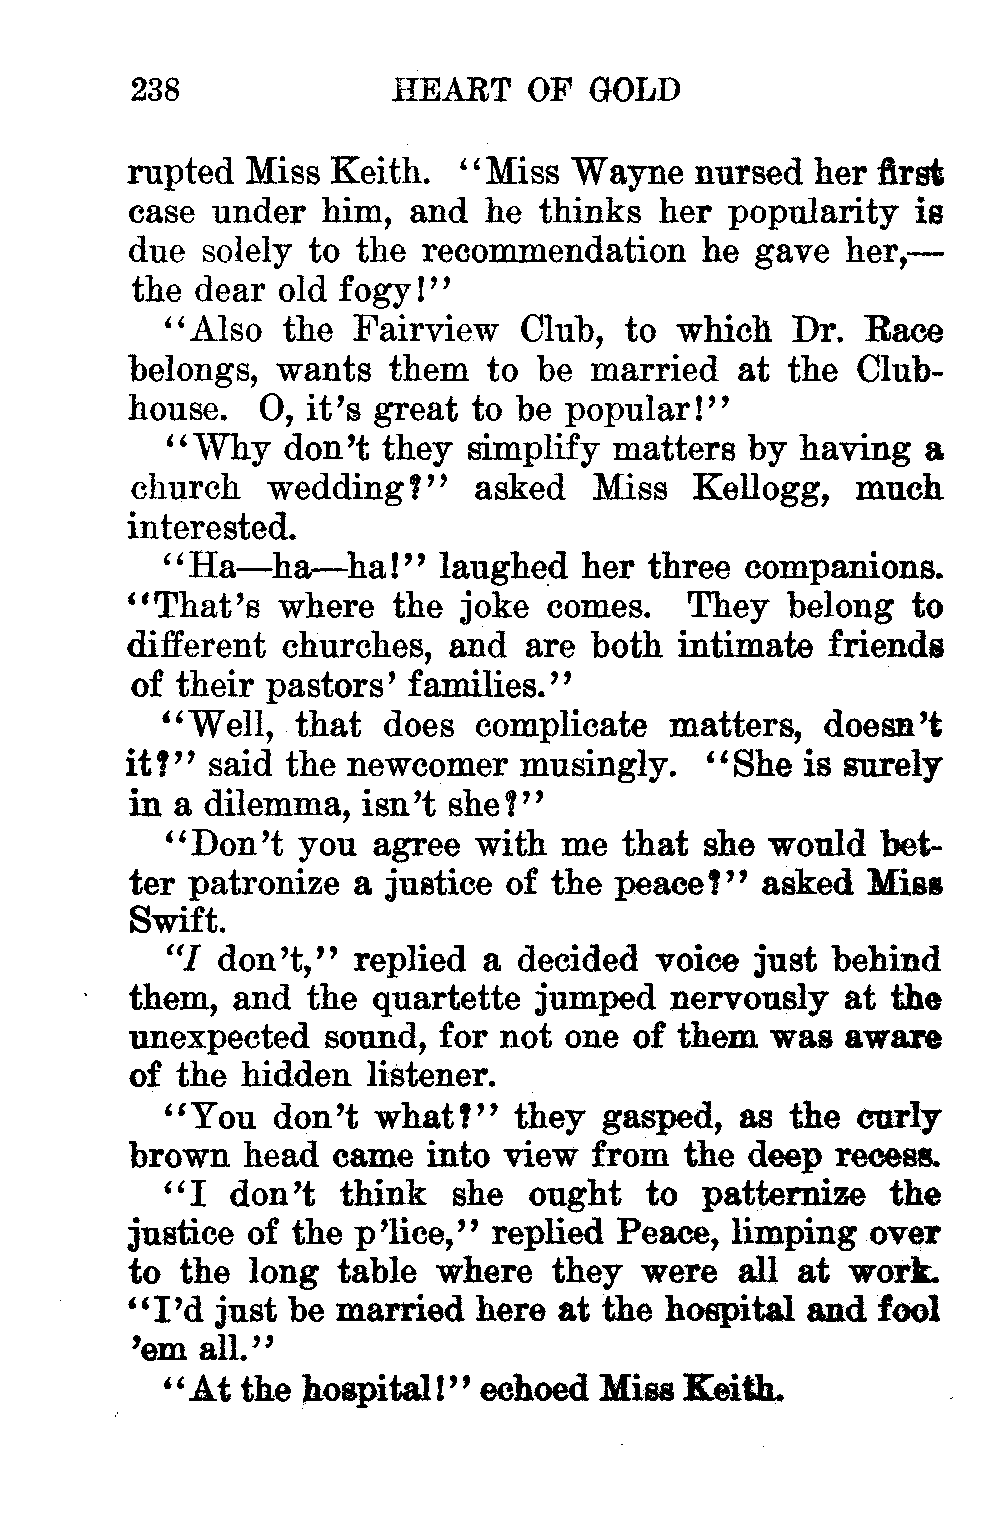 238 HEART OF GOLD
rupted Miss Keith. "Miss Wayne nursed her first
case under him, and he thinks her popularity is
due solely to the recommendation he gave her,—
the dear old fogy!"
"Also the Fairview Club, to which Dr. Race
belongs, wants them to be married at the Club-
house. O, it's great to be popular!"
"Why don't they simplify matters by having a
church wedding?" asked Miss Kellogg, much
interested.
"Ha—ha—ha!" laughed her three companions.
"That's where the joke comes. They belong to
different churches, and are both intimate friends
of their pastors' families."
"Well, that does complicate matters, doesn't
it?" said the newcomer musingly. "She is surely
in a dilemma, isn't she?"
"Don't you agree with me that she would bet-
ter patronize a justice of the peace?" asked Miss
Swift.
"I don't," replied a decided voice just behind
them, and the quartette jumped nervously at the
unexpected sound, for not one of them was aware
of the hidden listener.
"You don't what?" they gasped, as the curly
brown head came into view from the deep recess.
"I don't think she ought to patternize the
justice of the p'lice," replied Peace, limping over
to the long table where they were all at work.
"I'd just be married here at the hospital and fool
'em all."
"At the hospital!" echoed Miss Keith.